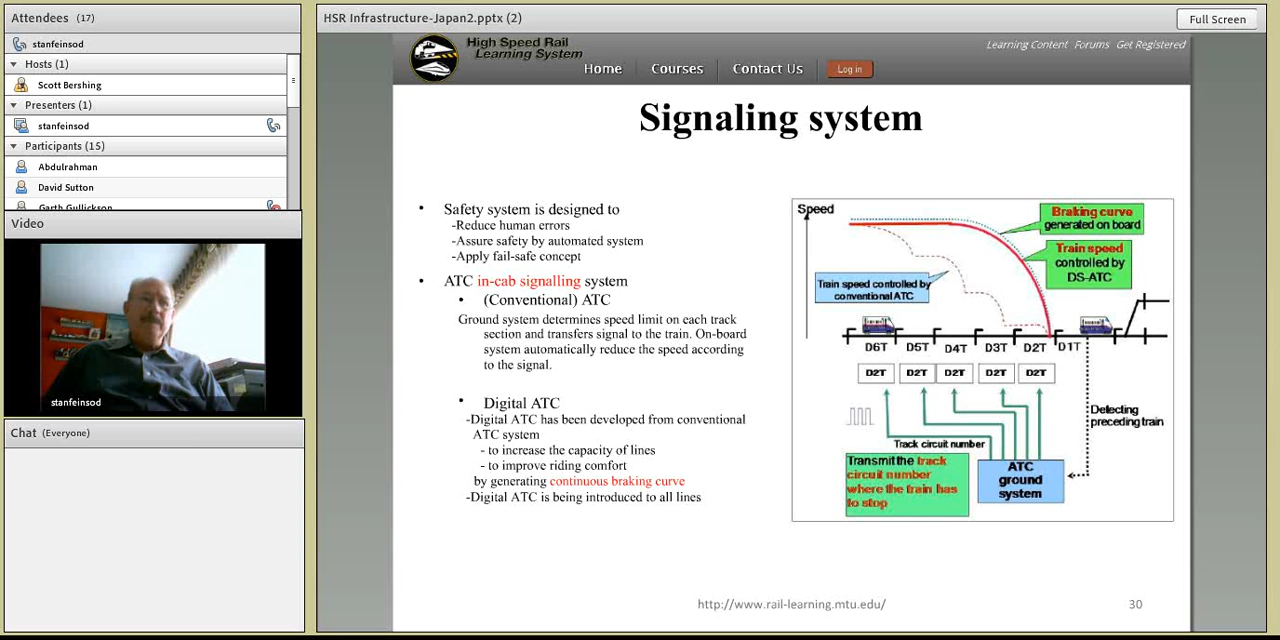 Attendees (17)
stanfeinsod
Hosts (1)
Scott Bershing
Presenters (1)
stanfeinsod
Participants (15)
Abdulrahman
David Sutton
Garth Gullickson
Video
stanfeinsod
Chat (Everyone)
HSR Infrastructure-Japan2.pptx (2)
Full Screen
High Speed Rail
Learning System
Learning Content Forums Get Registered
Home Courses Contact Us Log in
Signaling system
• Safety system is designed to
-Reduce human errors
-Assure safety by automated system
-Apply fail-safe concept
• ATC in-cab signalling system
• (Conventional) ATC
Ground system determines speed limit on each track
section and transfers signal to the train. On-board
system automatically reduce the speed according
to the signal.
• Digital ATC
-Digital ATC has been developed from conventional
ATC system
- to increase the capacity of lines
- to improve riding comfort
by generating continuous braking curve
-Digital ATC is being introduced to all lines
Speed
Braking curve
generated on board
Train speed
controlled by
DS-ATC
Train speed controlled by
conventional ATC
D6T D5T D4T D3T D2T D1T
D2T D2T D2T D2T D2T
Detecting
preceding train
Track circuit number
Transmit the track
circuit number
where the train has
to stop
ATC
ground
system
http://www.rail-learning.mtu.edu/
30